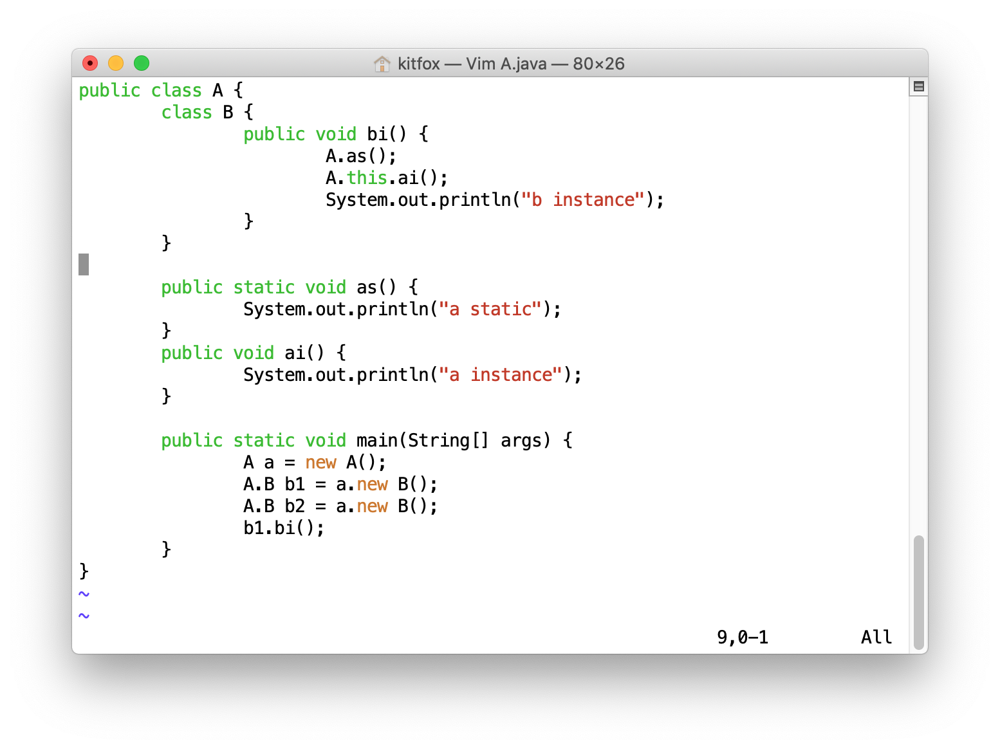 kitfox — Vim A.java — 80×26
public class A {
        class B {
                public void bi() {
                        A.as();
                        A.this.ai();
                        System.out.println("b instance");
                }
        }

        public static void as() {
                System.out.println("a static");
        }
        public void ai() {
                System.out.println("a instance");
        }

        public static void main(String[] args) {
                A a = new A();
                A.B b1 = a.new B();
                A.B b2 = a.new B();
                b1.bi();
        }
}
~
~
9,0-1         All